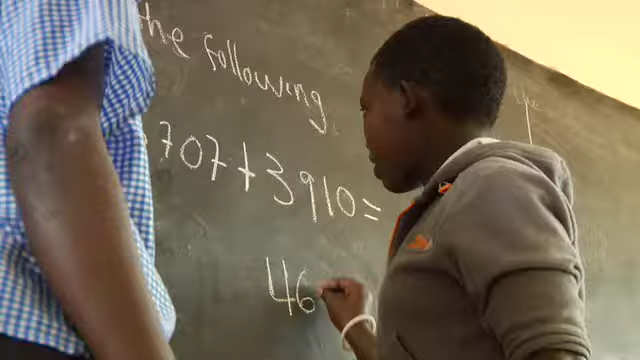 the following
707+3910=
46